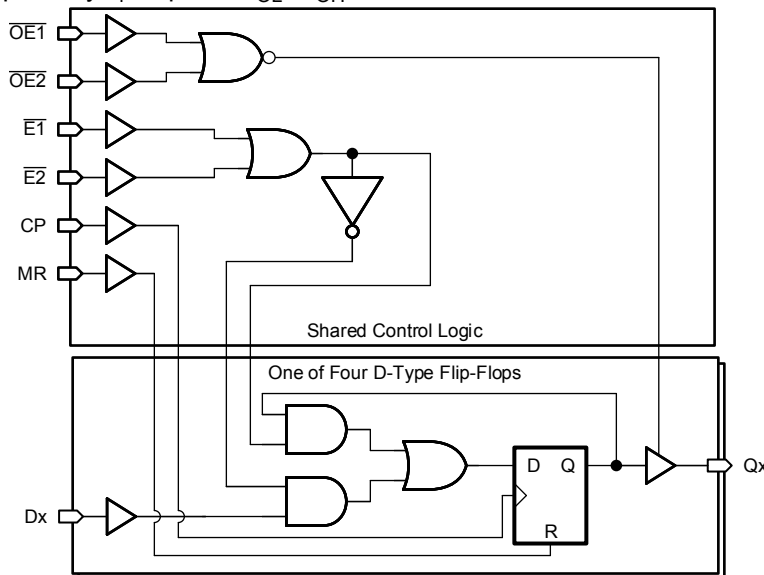 OE1
OE2
E1
E2
CP
MR
Shared Control Logic
One of Four D-Type Flip-Flops
D Q
R
Dx
Qx